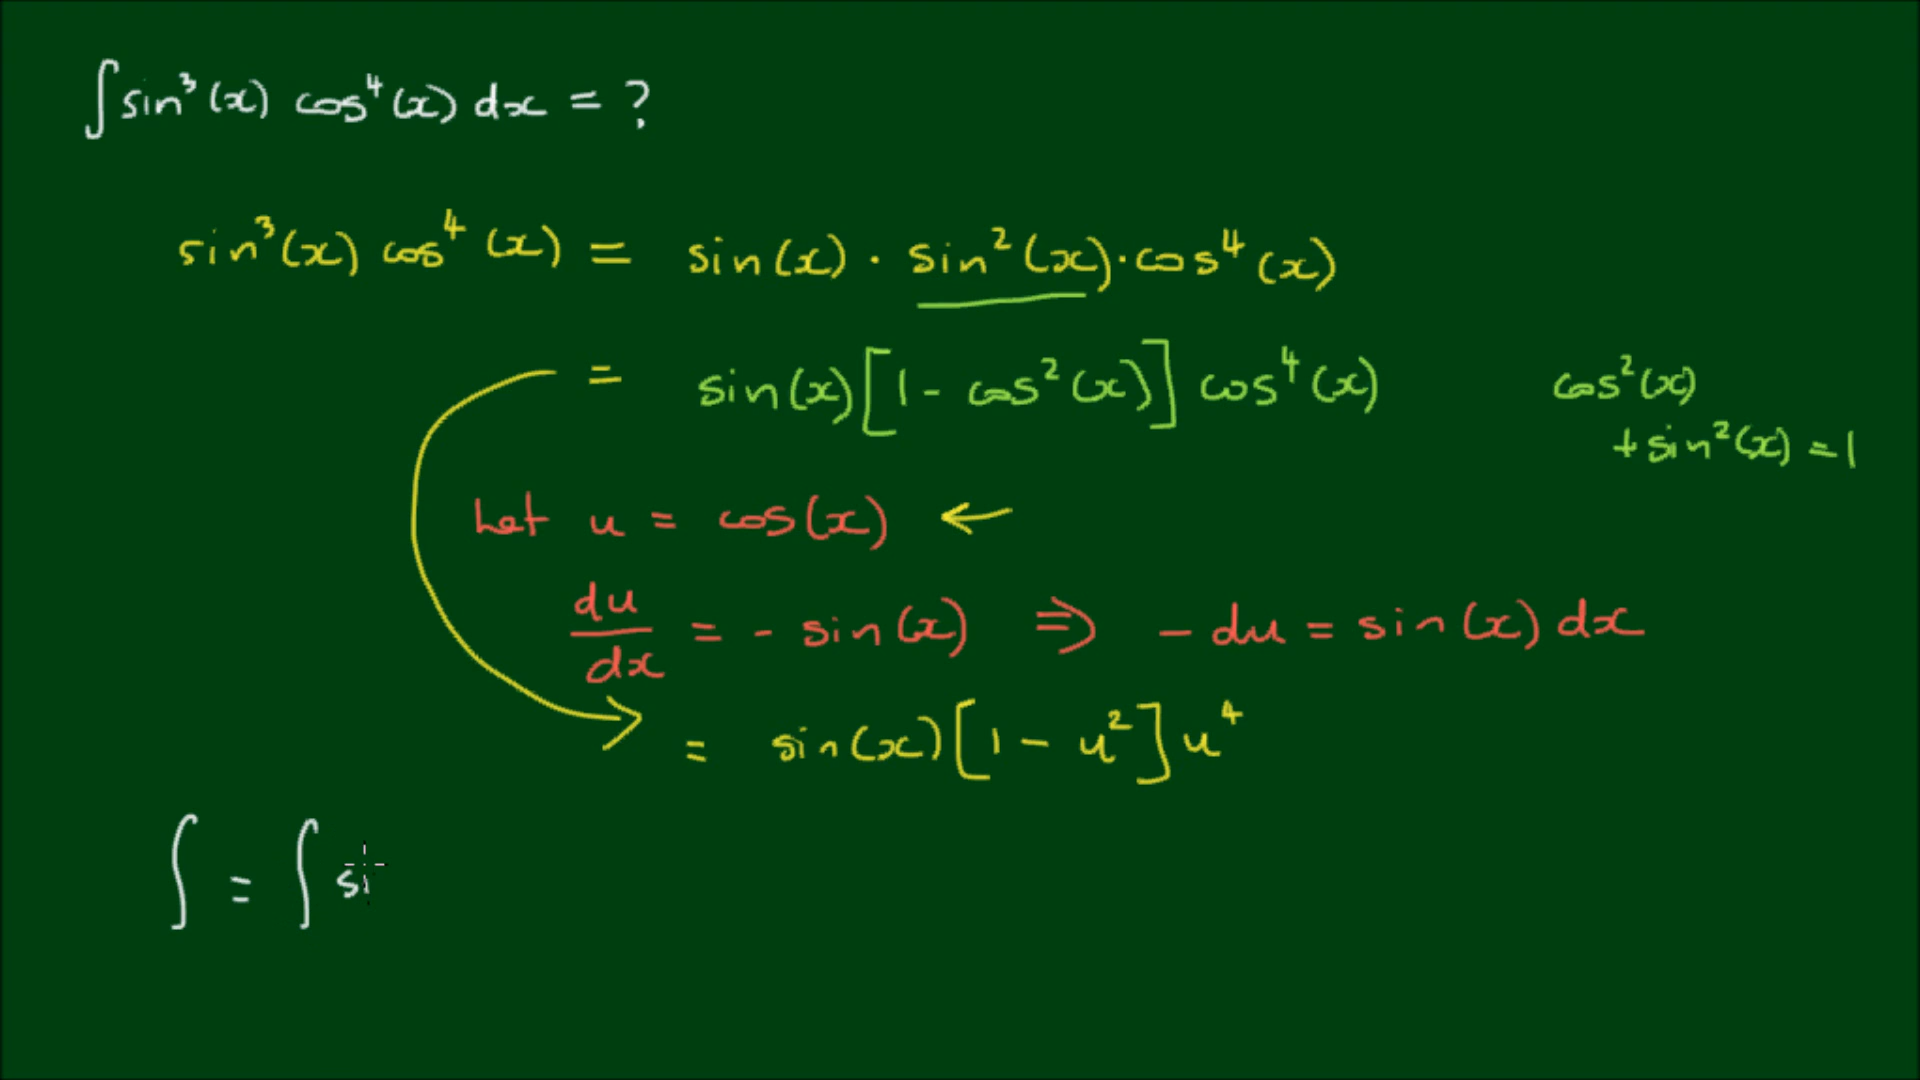 ∫sin³(x) cos⁴(x) dx = ?
sin³(x) cos⁴(x) = sin(x) · sin²(x)·cos⁴(x)
= sin(x)[1 - cos²(x)] cos⁴(x)
cos²(x)
+ sin²(x) = 1
Let u = cos(x) ←
du/dx = - sin(x) ⇒ - du = sin(x) dx
= sin(x)[1 - u²]u⁴
∫ = ∫ si